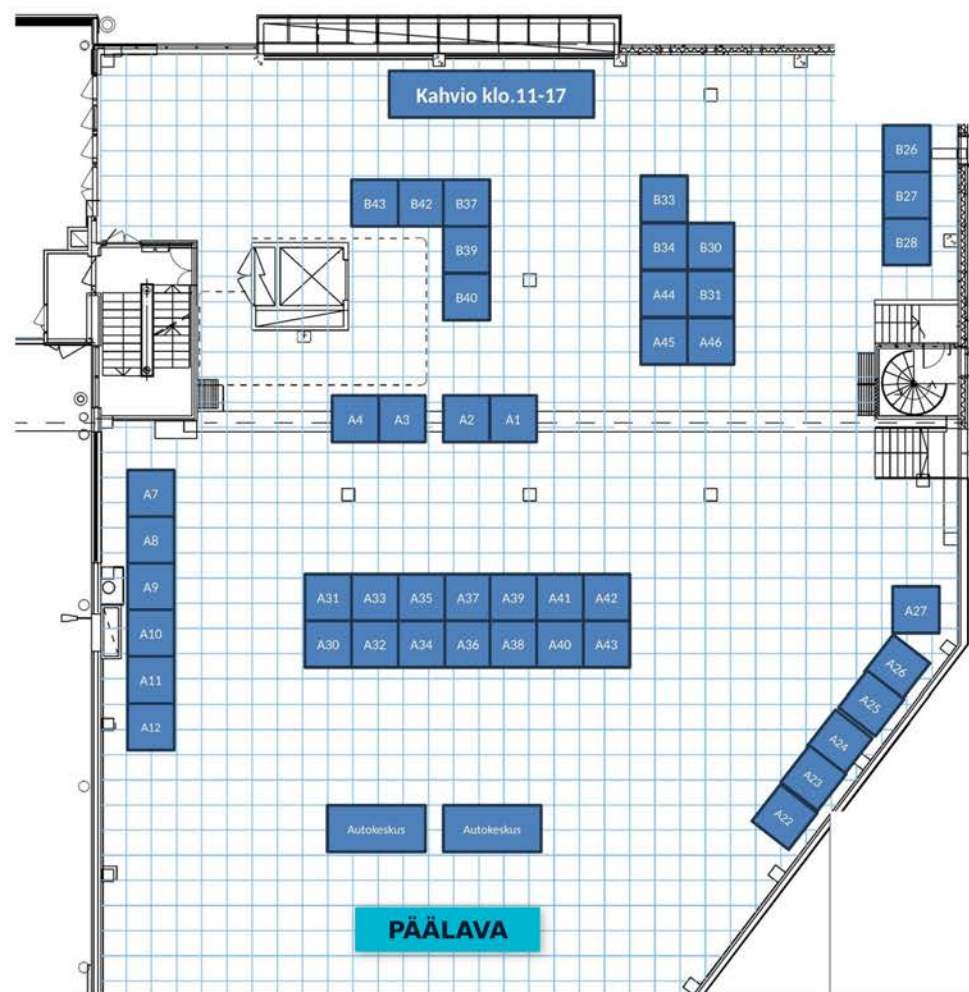 Kahvio klo.11-17
B26
B27
B28
B43 B42 B37
B39
B40
B33
B34 B30
A44 B31
A45 A46
A4 A3 A2 A1
A7
A8
A9
A10
A11
A12
A31 A33 A35 A37 A39 A41 A42
A30 A32 A34 A36 A38 A40 A43
A27
A26
A25
A24
A23
A22
Autokeskus Autokeskus
PÄÄLAVA